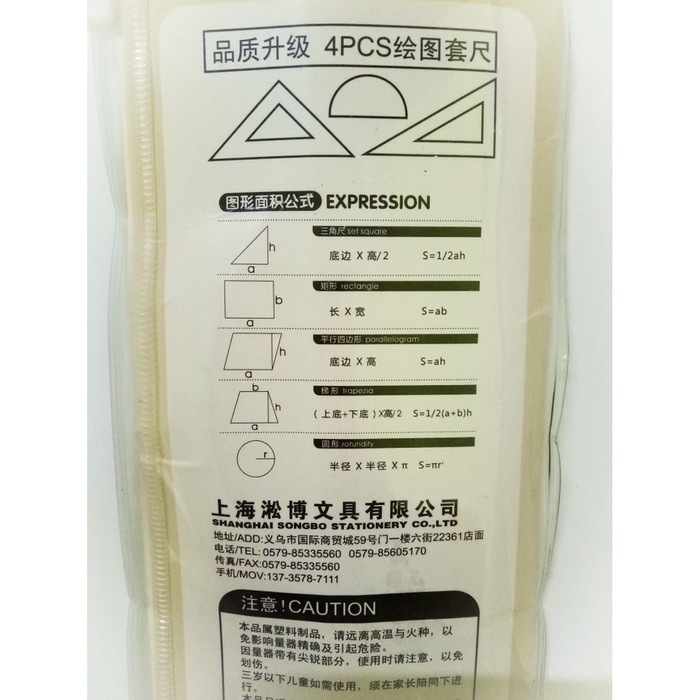 品质升级 4PCS绘图套尺
图形面积公式 EXPRESSION
三角尺 set square
h
底边 X 高/2 S=1/2ah
a
矩形 rectangle
b
长 X 宽 S=ab
a
平行四边形 parallelogram
h
底边 X 高 S=ah
a
梯形 trapezia
b
h
(上底+下底)X高/2 S=1/2(a+b)h
a
圆形 rotundity
r
半径 X 半径 X π S=πr²
上海淞博文具有限公司
SHANGHAI SONGBO STATIONERY CO.,LTD
地址/ADD:义乌市国际商贸城59号门一楼六街22361店面
电话/TEL: 0579-85335560 0579-85605170
传真/FAX:0579-85335560
手机/MOV:137-3578-7111
注意!CAUTION
本品属塑料制品，请远离高温与火种，以
免影响量器精确及引起危险。
因量器带有尖锐部分，使用时请注意，以免
划伤。
三岁以下儿童如需使用，须在家长陪同下进
行。